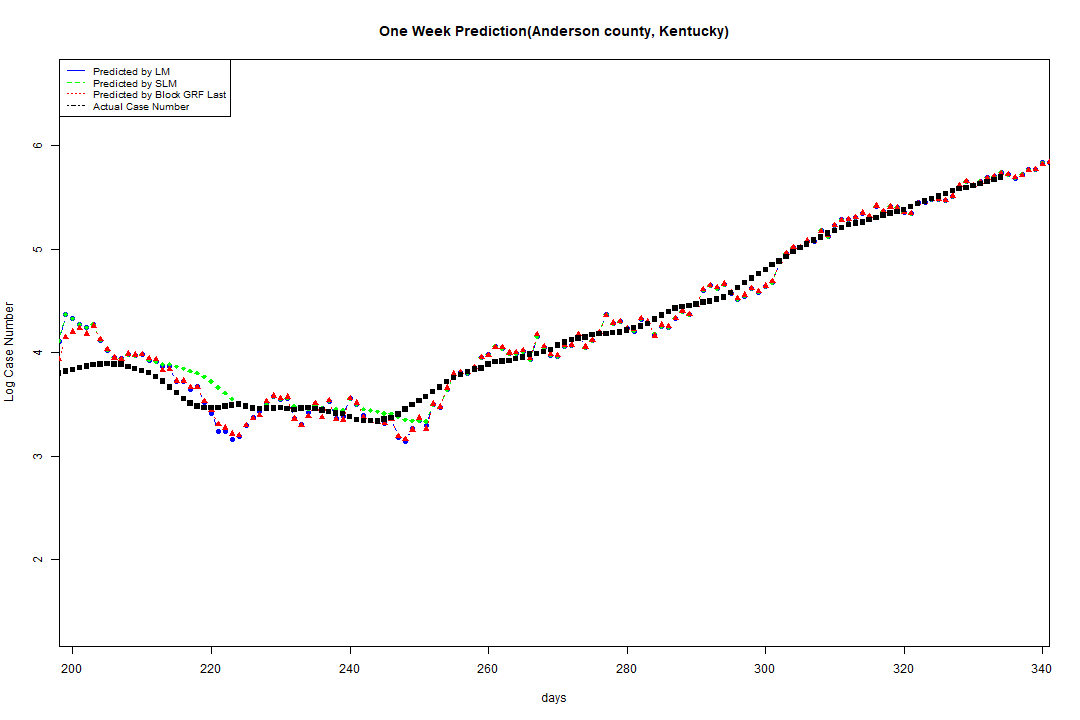 One Week Prediction(Anderson county, Kentucky)
Predicted by LM
Predicted by SLM
Predicted by Block GRF Last
Actual Case Number
6
5
4
3
2
Log Case Number
200 220 240 260 280 300 320 340
days